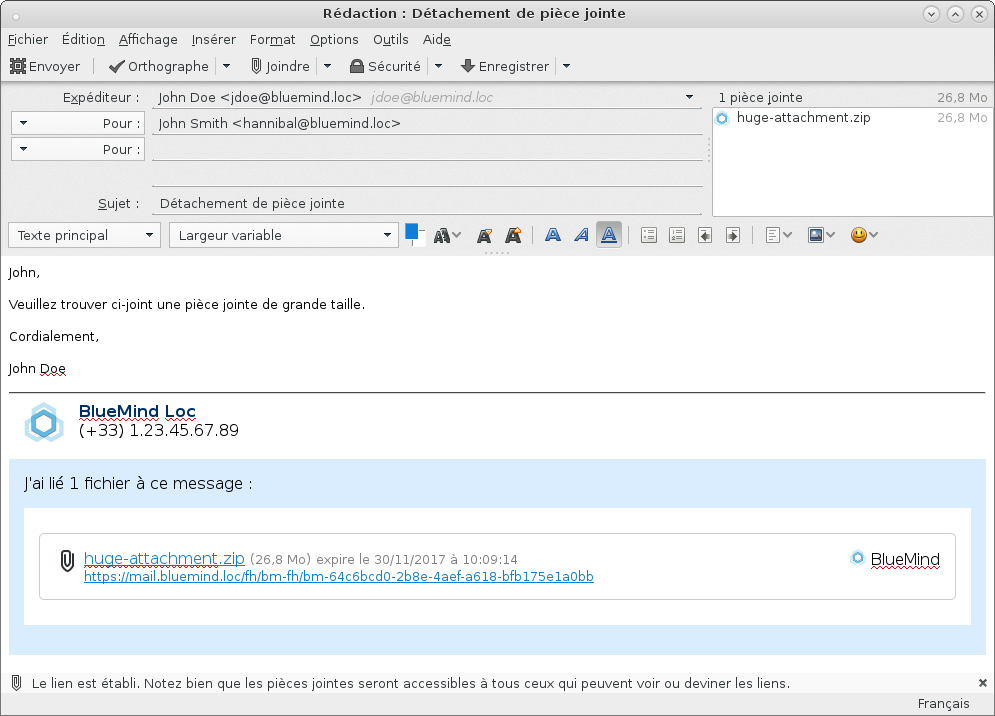 Rédaction : Détachement de pièce jointe
Fichier Édition Affichage Insérer Format Options Outils Aide
Envoyer Orthographe Joindre Sécurité Enregistrer
Expéditeur : John Doe <jdoe@bluemind.loc> jdoe@bluemind.loc
1 pièce jointe 26,8 Mo
Pour : John Smith <hannibal@bluemind.loc>
huge-attachment.zip 26,8 Mo
Pour :
Sujet : Détachement de pièce jointe
Texte principal Largeur variable
John,
Veuillez trouver ci-joint une pièce jointe de grande taille.
Cordialement,
John Doe
BlueMind Loc
(+33) 1.23.45.67.89
J'ai lié 1 fichier à ce message :
huge-attachment.zip (26,8 Mo) expire le 30/11/2017 à 10:09:14
BlueMind
https://mail.bluemind.loc/fh/bm-fh/bm-64c6bcd0-2b8e-4aef-a618-bfb175e1a0bb
Le lien est établi. Notez bien que les pièces jointes seront accessibles à tous ceux qui peuvent voir ou deviner les liens.
Français